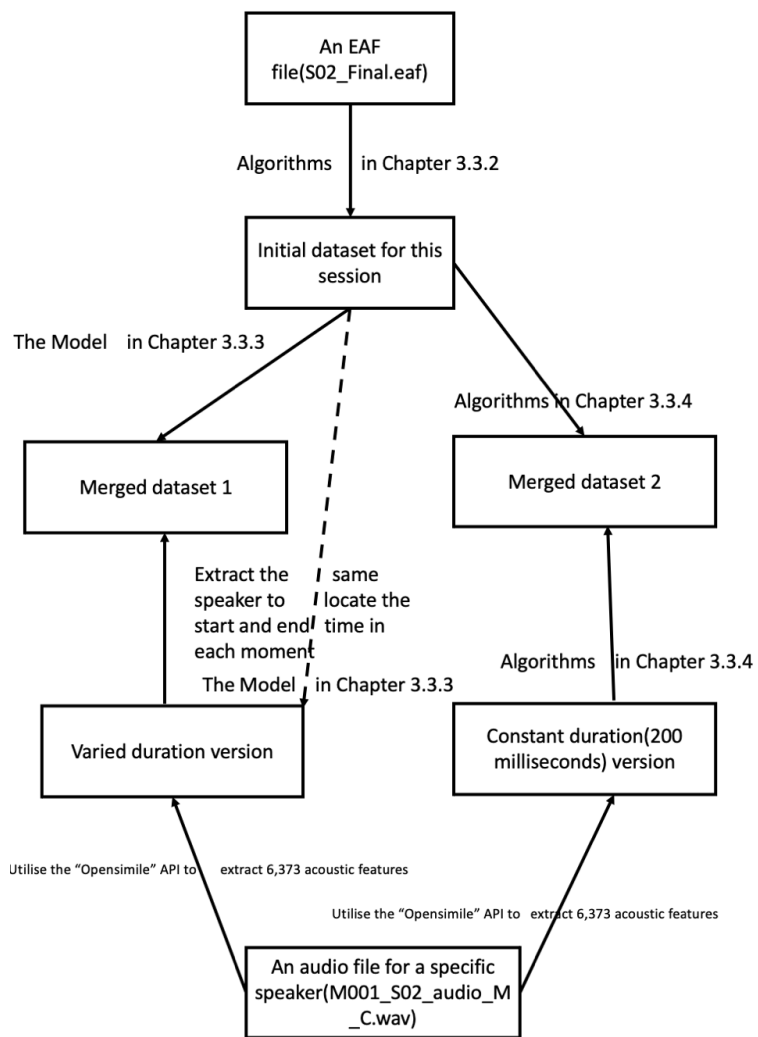 An EAF
file(S02_Final.eaf)
Algorithms in Chapter 3.3.2
Initial dataset for this
session
The Model in Chapter 3.3.3
Algorithms in Chapter 3.3.4
Merged dataset 1
Merged dataset 2
Extract the same
speaker to locate the
start and end time in
each moment
Algorithms in Chapter 3.3.4
The Model in Chapter 3.3.3
Varied duration version
Constant duration(200
milliseconds) version
Utilise the “Opensimile” API to extract 6,373 acoustic features
Utilise the “Opensimile” API to extract 6,373 acoustic features
An audio file for a specific
speaker(M001_S02_audio_M
_C.wav)